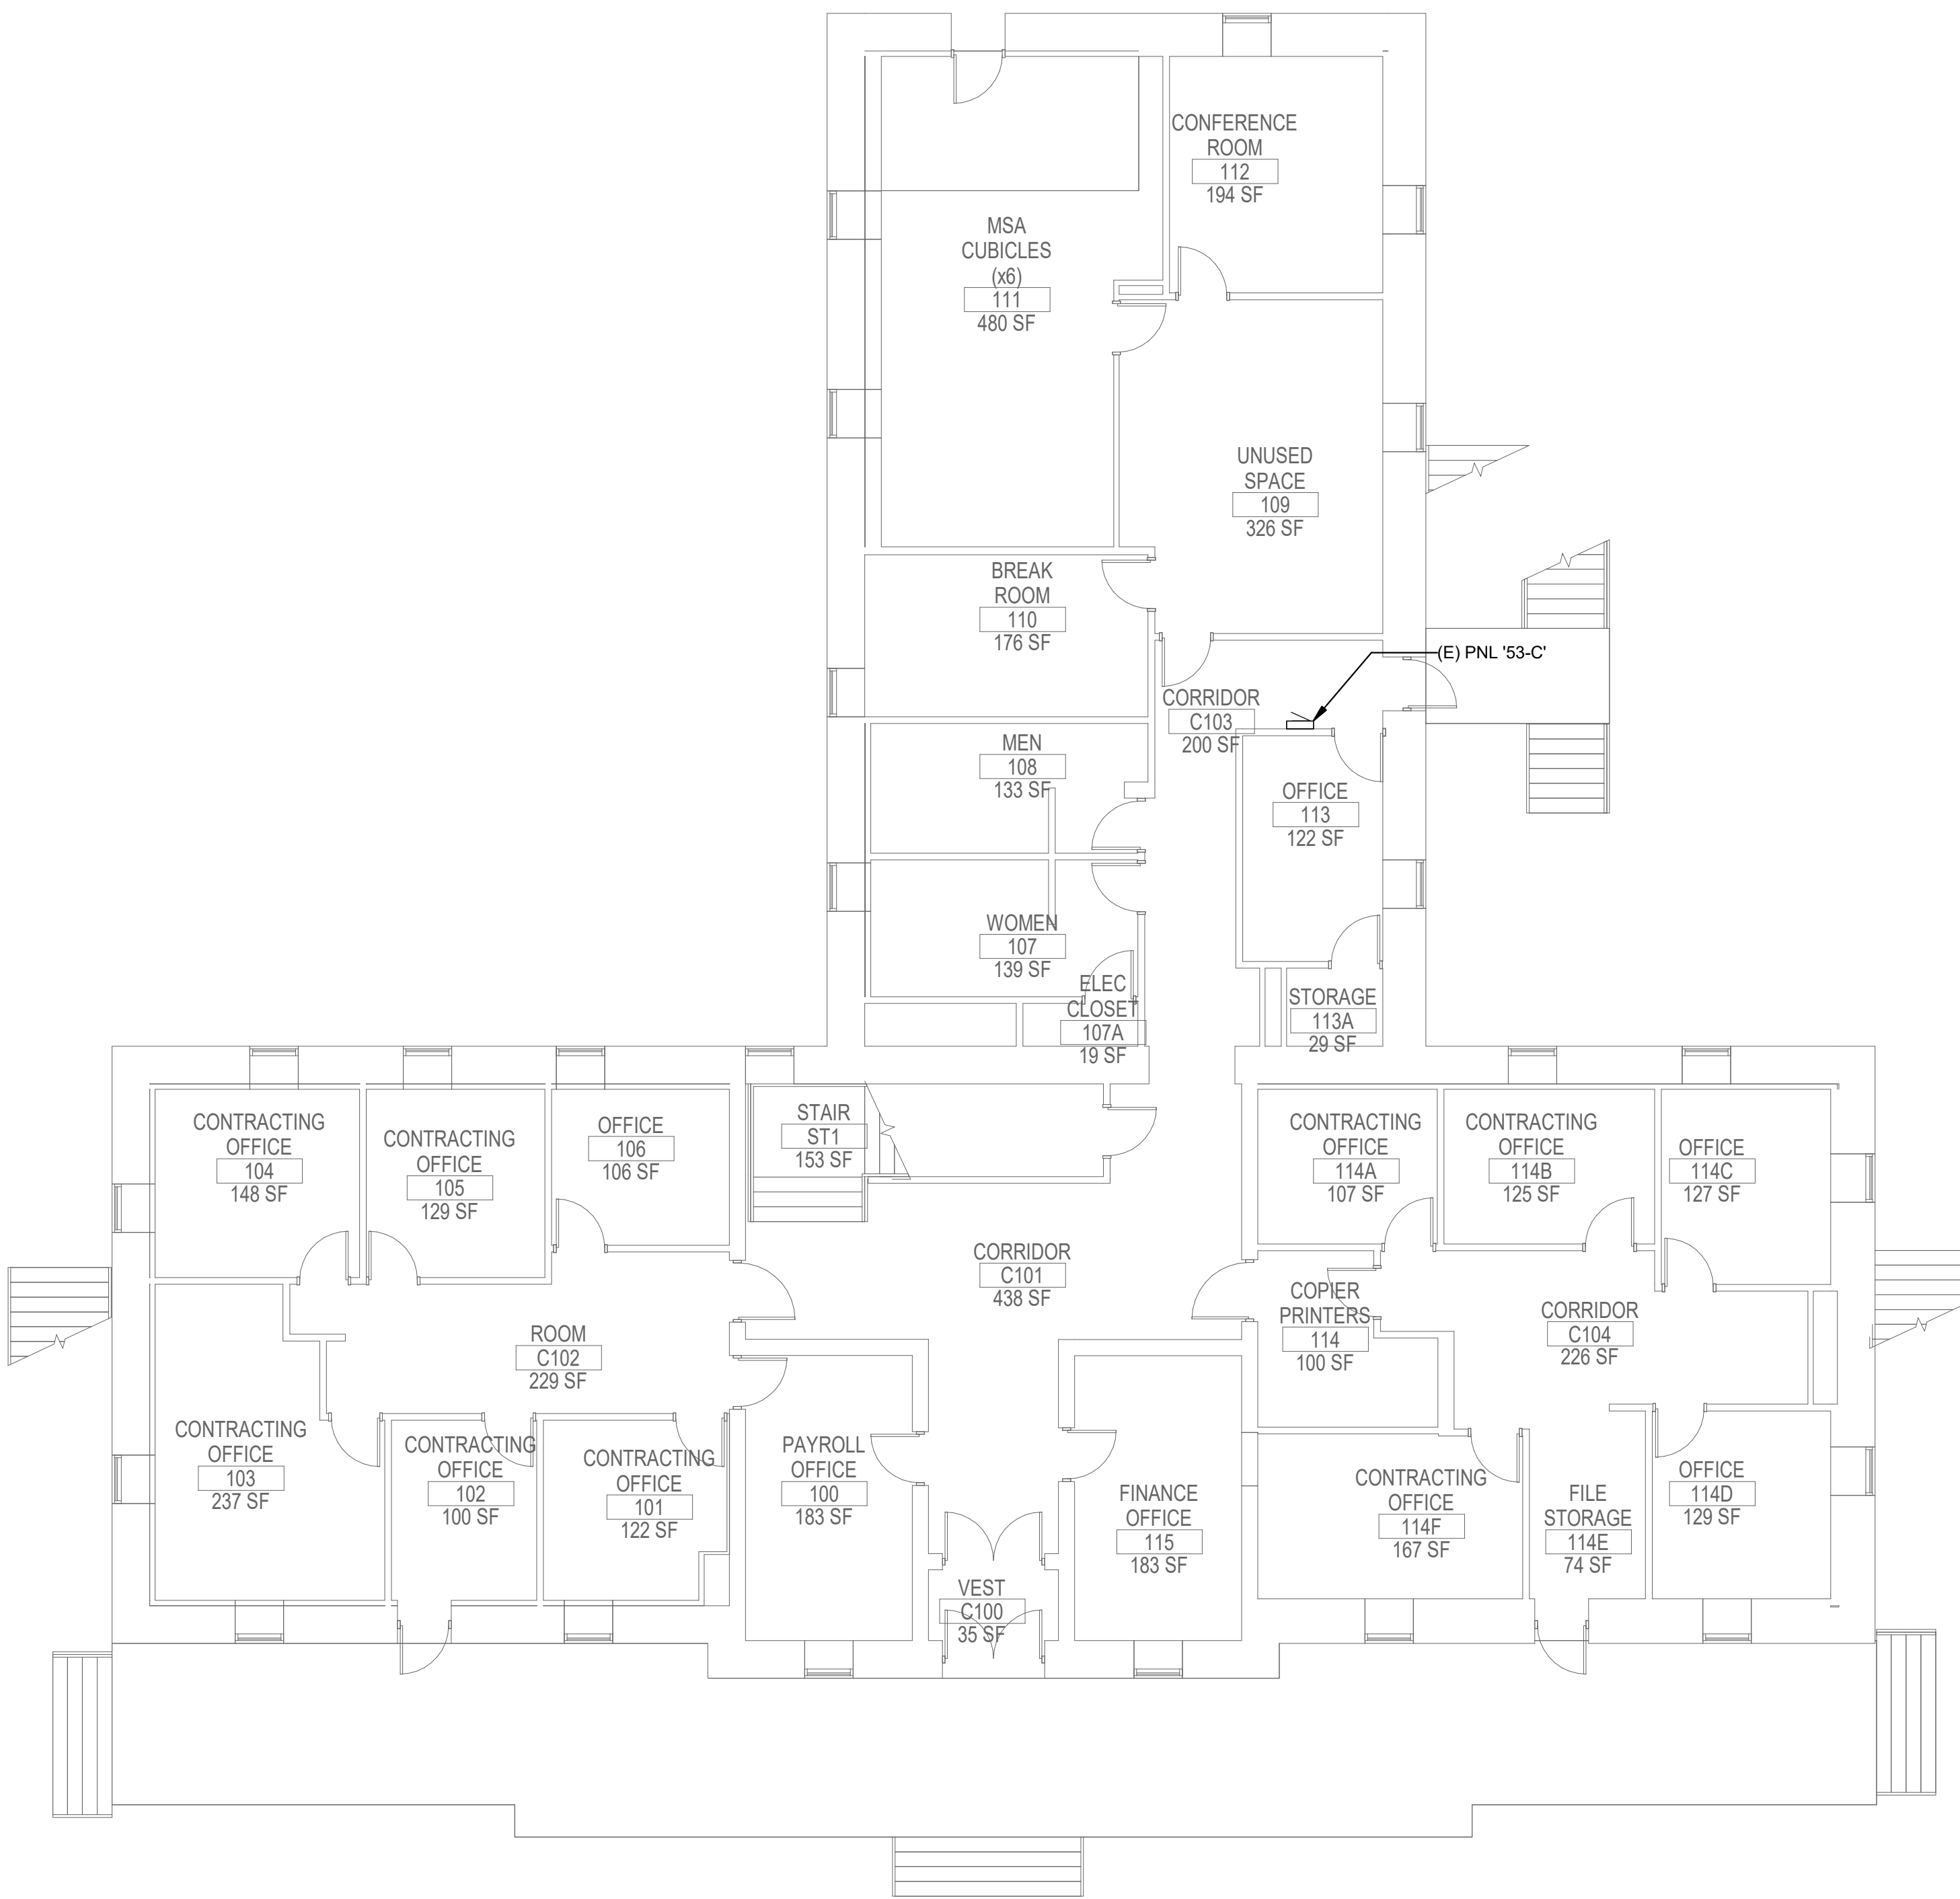 CONFERENCE
ROOM
112
194 SF
MSA
CUBICLES
(x6)
111
480 SF
UNUSED
SPACE
109
326 SF
BREAK
ROOM
110
176 SF
(E) PNL '53-C'
CORRIDOR
C103
200 SF
MEN
108
133 SF
OFFICE
113
122 SF
WOMEN
107
139 SF
ELEC
CLOSET
107A
19 SF
STORAGE
113A
29 SF
CONTRACTING
OFFICE
104
148 SF
CONTRACTING
OFFICE
105
129 SF
OFFICE
106
106 SF
STAIR
ST1
153 SF
CONTRACTING
OFFICE
114A
107 SF
CONTRACTING
OFFICE
114B
125 SF
OFFICE
114C
127 SF
CORRIDOR
C101
438 SF
COPIER
PRINTERS
114
100 SF
CORRIDOR
C104
226 SF
ROOM
C102
229 SF
CONTRACTING
OFFICE
103
237 SF
CONTRACTING
OFFICE
102
100 SF
CONTRACTING
OFFICE
101
122 SF
PAYROLL
OFFICE
100
183 SF
FINANCE
OFFICE
115
183 SF
CONTRACTING
OFFICE
114F
167 SF
FILE
STORAGE
114E
74 SF
OFFICE
114D
129 SF
VEST
C100
35 SF